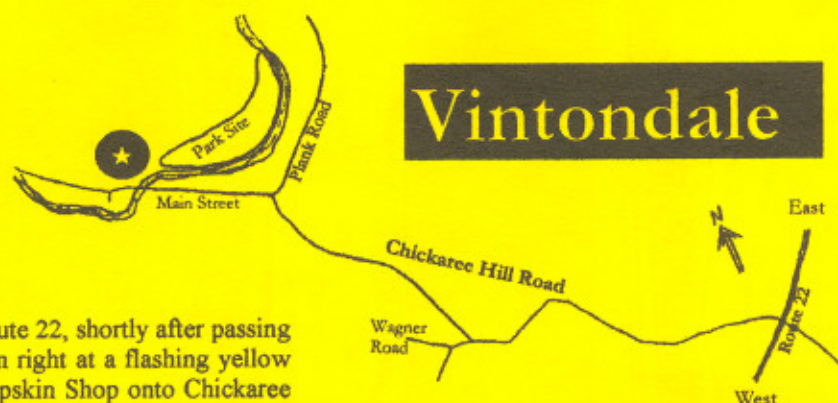 Vintondale
Park Site
Plank Road
Main Street
N
East
Chickaree Hill Road
Route 22
Wagner
Road
West
ute 22, shortly after passing
n right at a flashing yellow
pskin Shop onto Chickaree